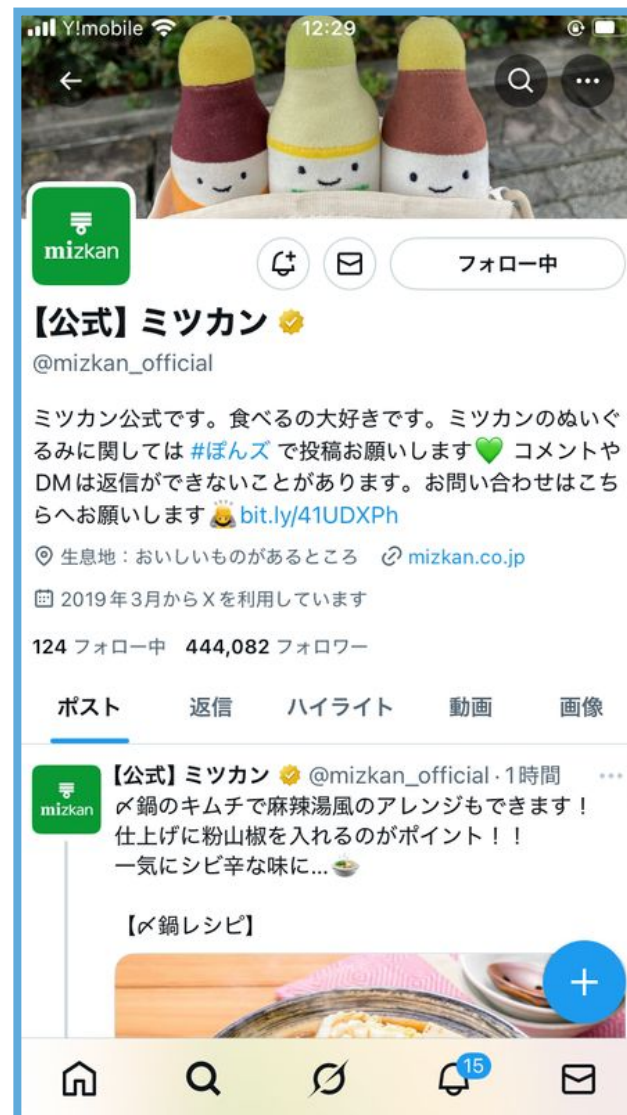 Y!mobile 12:29
mizkan
フォロー中
【公式】ミツカン
@mizkan_official
ミツカン公式です。食べるの大好きです。ミツカンのぬいぐ
るみに関しては #ぽんズ で投稿お願いします💚 コメントや
DMは返信ができないことがあります。お問い合わせはこち
らへお願いします🙇 bit.ly/41UDXPh
生息地：おいしいものがあるところ mizkan.co.jp
2019年3月からXを利用しています
124 フォロー中 444,082 フォロワー
ポスト 返信 ハイライト 動画 画像
【公式】ミツカン @mizkan_official · 1時間
mizkan
〆鍋のキムチで麻辣湯風のアレンジもできます！
仕上げに粉山椒を入れるのがポイント！！
一気にシビ辛な味に...🍲
【〆鍋レシピ】
15